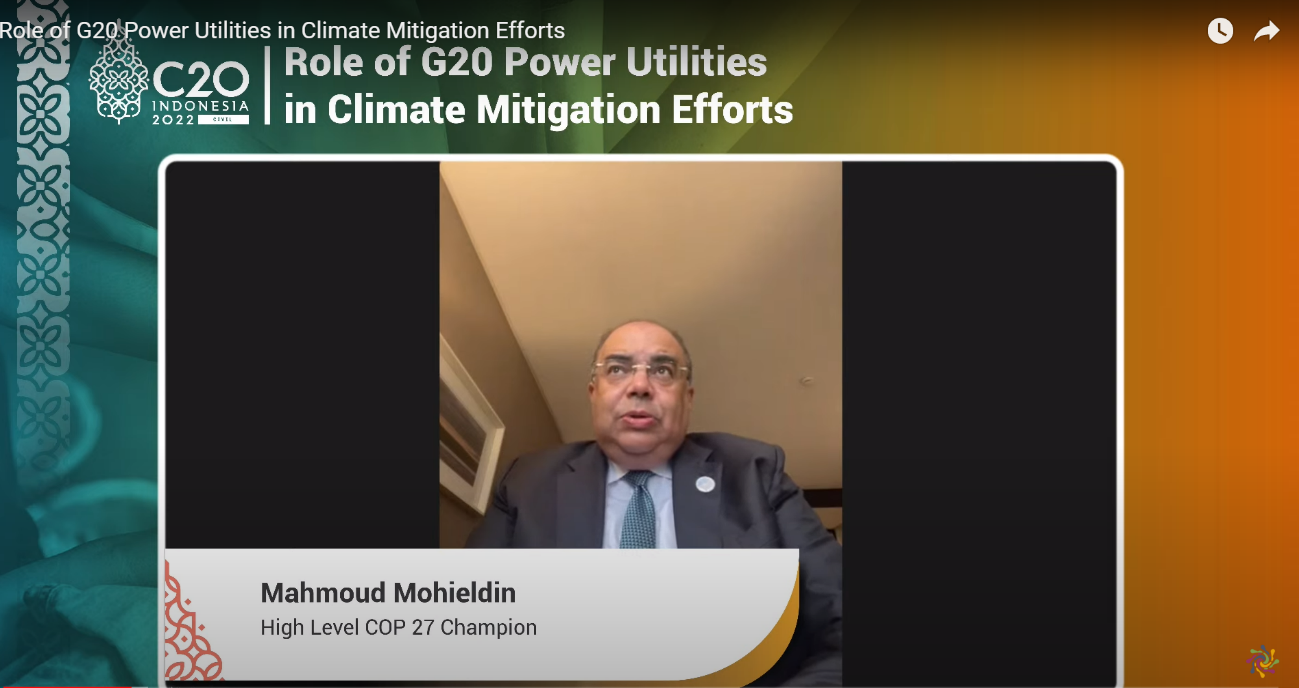 Role of G20 Power Utilities in Climate Mitigation Efforts
C20
INDONESIA
2022 CIVIL
Role of G20 Power Utilities
in Climate Mitigation Efforts
Mahmoud Mohieldin
High Level COP 27 Champion